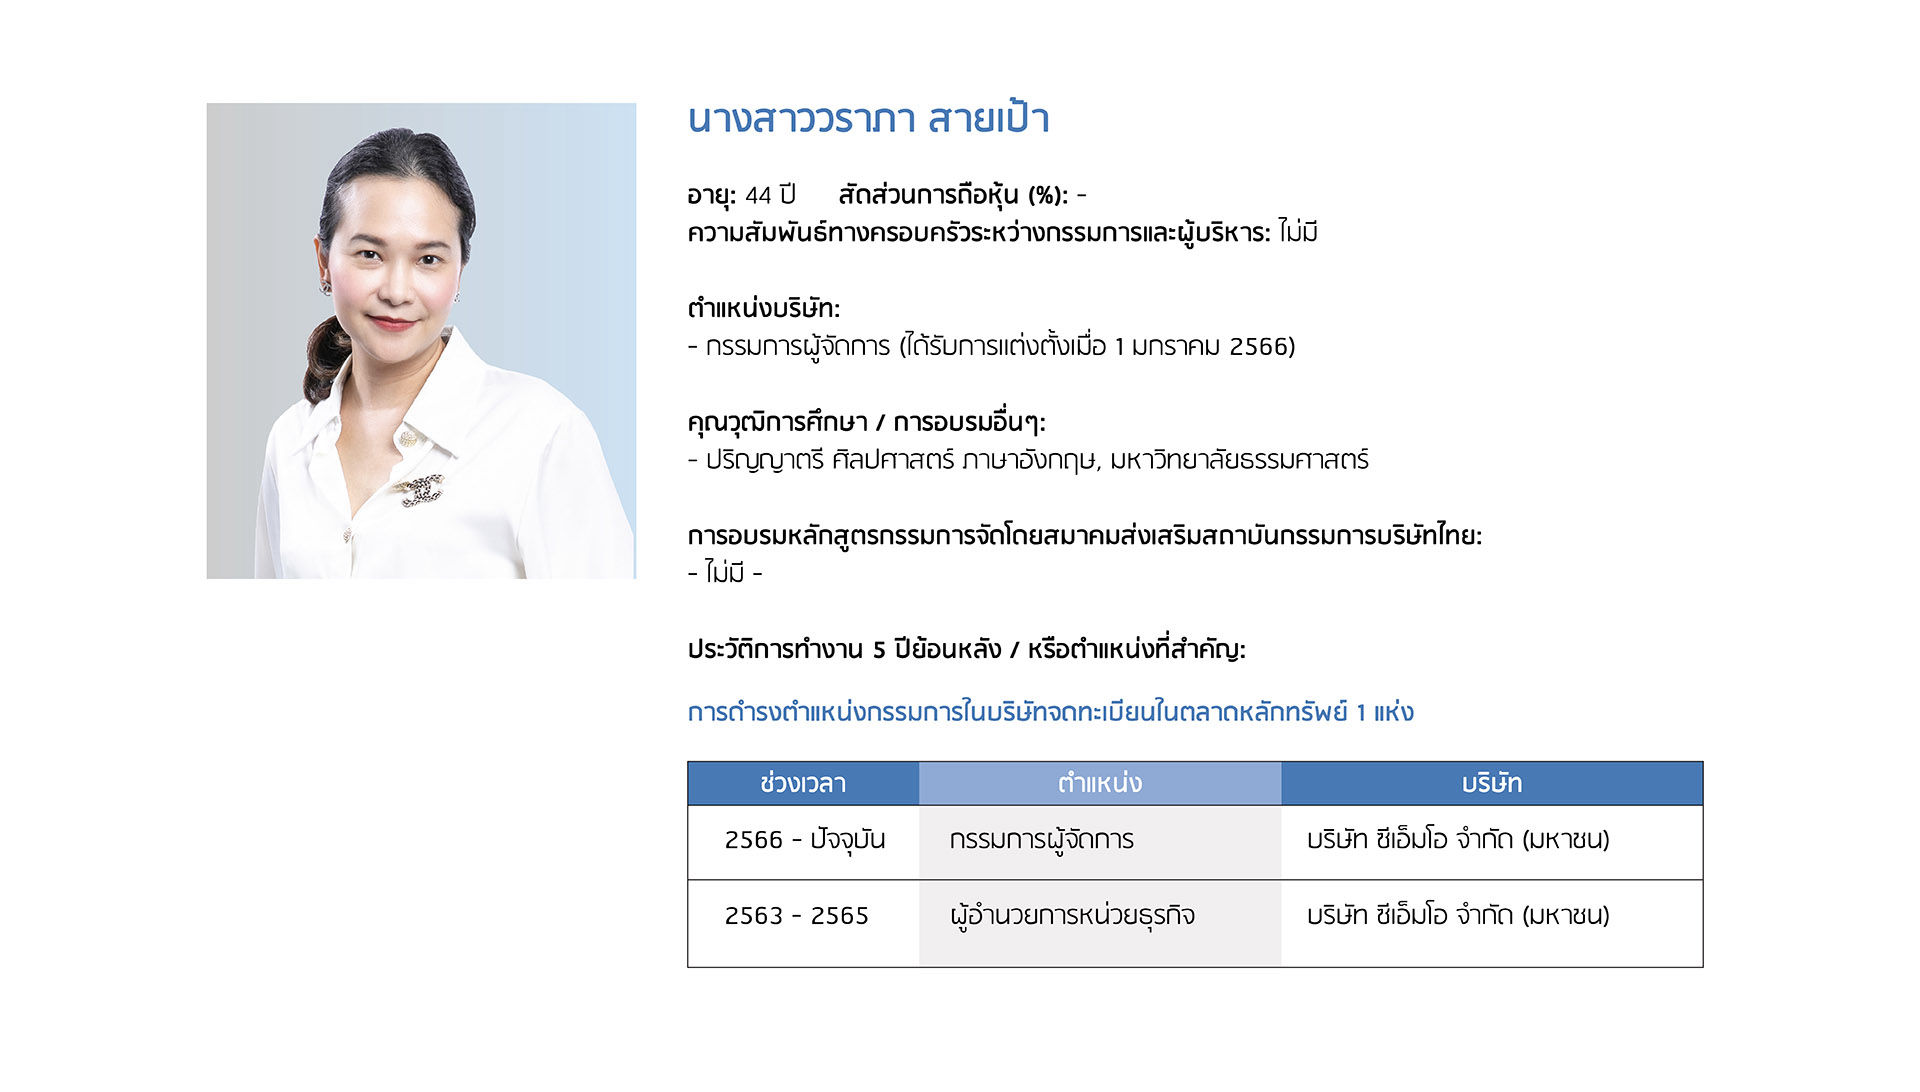 นางสาววราภา สายเป้า
อายุ: 44 ปี สัดส่วนการถือหุ้น (%): -
ความสัมพันธ์ทางครอบครัวระหว่างกรรมการและผู้บริหาร: ไม่มี
ตำแหน่งบริษัท:
- กรรมการผู้จัดการ (ได้รับการแต่งตั้งเมื่อ 1 มกราคม 2566)
คุณวุฒิการศึกษา / การอบรมอื่นๆ:
- ปริญญาตรี ศิลปศาสตร์ ภาษาอังกฤษ, มหาวิทยาลัยธรรมศาสตร์
การอบรมหลักสูตรกรรมการจัดโดยสมาคมส่งเสริมสถาบันกรรมการบริษัทไทย:
- ไม่มี -
ประวัติการทำงาน 5 ปีย้อนหลัง / หรือตำแหน่งที่สำคัญ:
การดำรงตำแหน่งกรรมการในบริษัทจดทะเบียนในตลาดหลักทรัพย์ 1 แห่ง
ช่วงเวลา ตำแหน่ง บริษัท
2566 - ปัจจุบัน กรรมการผู้จัดการ บริษัท ซีเอ็มโอ จำกัด (มหาชน)
2563 - 2565 ผู้อำนวยการหน่วยธุรกิจ บริษัท ซีเอ็มโอ จำกัด (มหาชน)